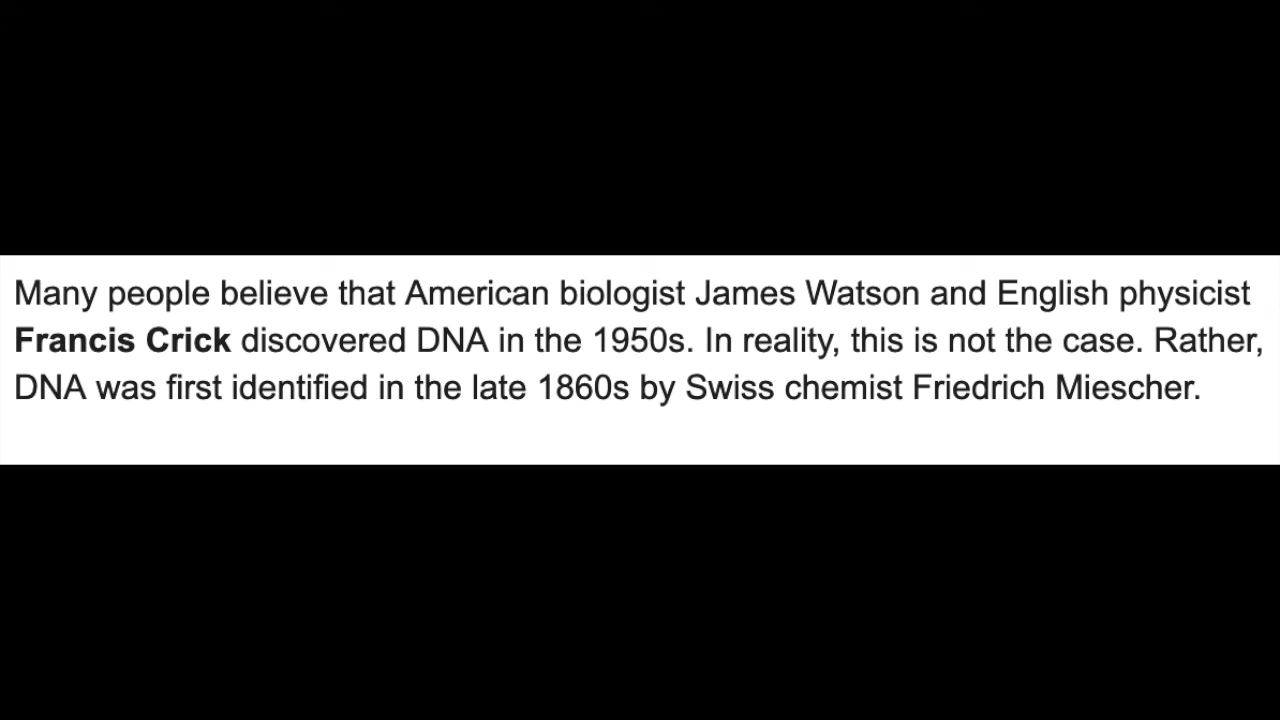 Many people believe that American biologist James Watson and English physicist
Francis Crick discovered DNA in the 1950s. In reality, this is not the case. Rather,
DNA was first identified in the late 1860s by Swiss chemist Friedrich Miescher.